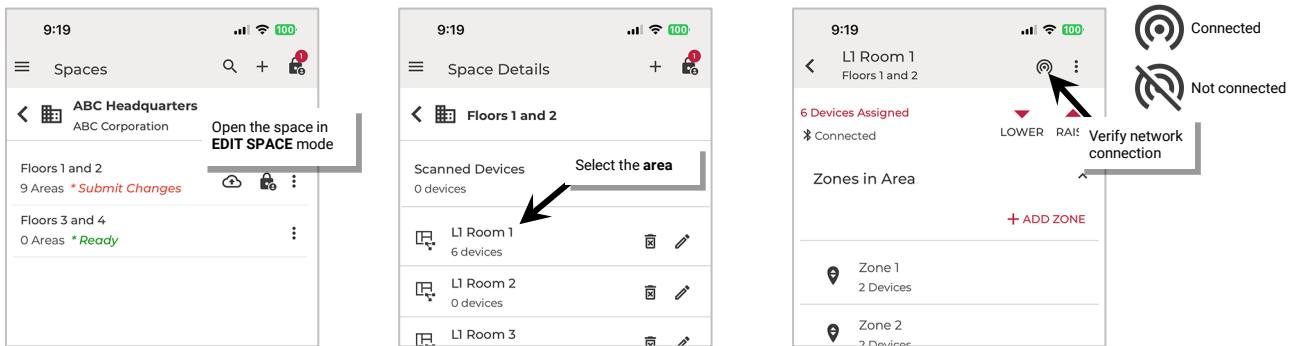 9:19
100
Spaces
1
ABC Headquarters
ABC Corporation
Open the space in
EDIT SPACE mode
Floors 1 and 2
9 Areas * Submit Changes
Floors 3 and 4
0 Areas * Ready
9:19
100
Space Details
1
Floors 1 and 2
Scanned Devices
0 devices
Select the area
L1 Room 1
6 devices
L1 Room 2
0 devices
L1 Room 3
9:19
100
L1 Room 1
Floors 1 and 2
6 Devices Assigned
Connected
LOWER
Verify network
connection
Zones in Area
+ ADD ZONE
Zone 1
2 Devices
Zone 2
2 Devices
Connected
Not connected